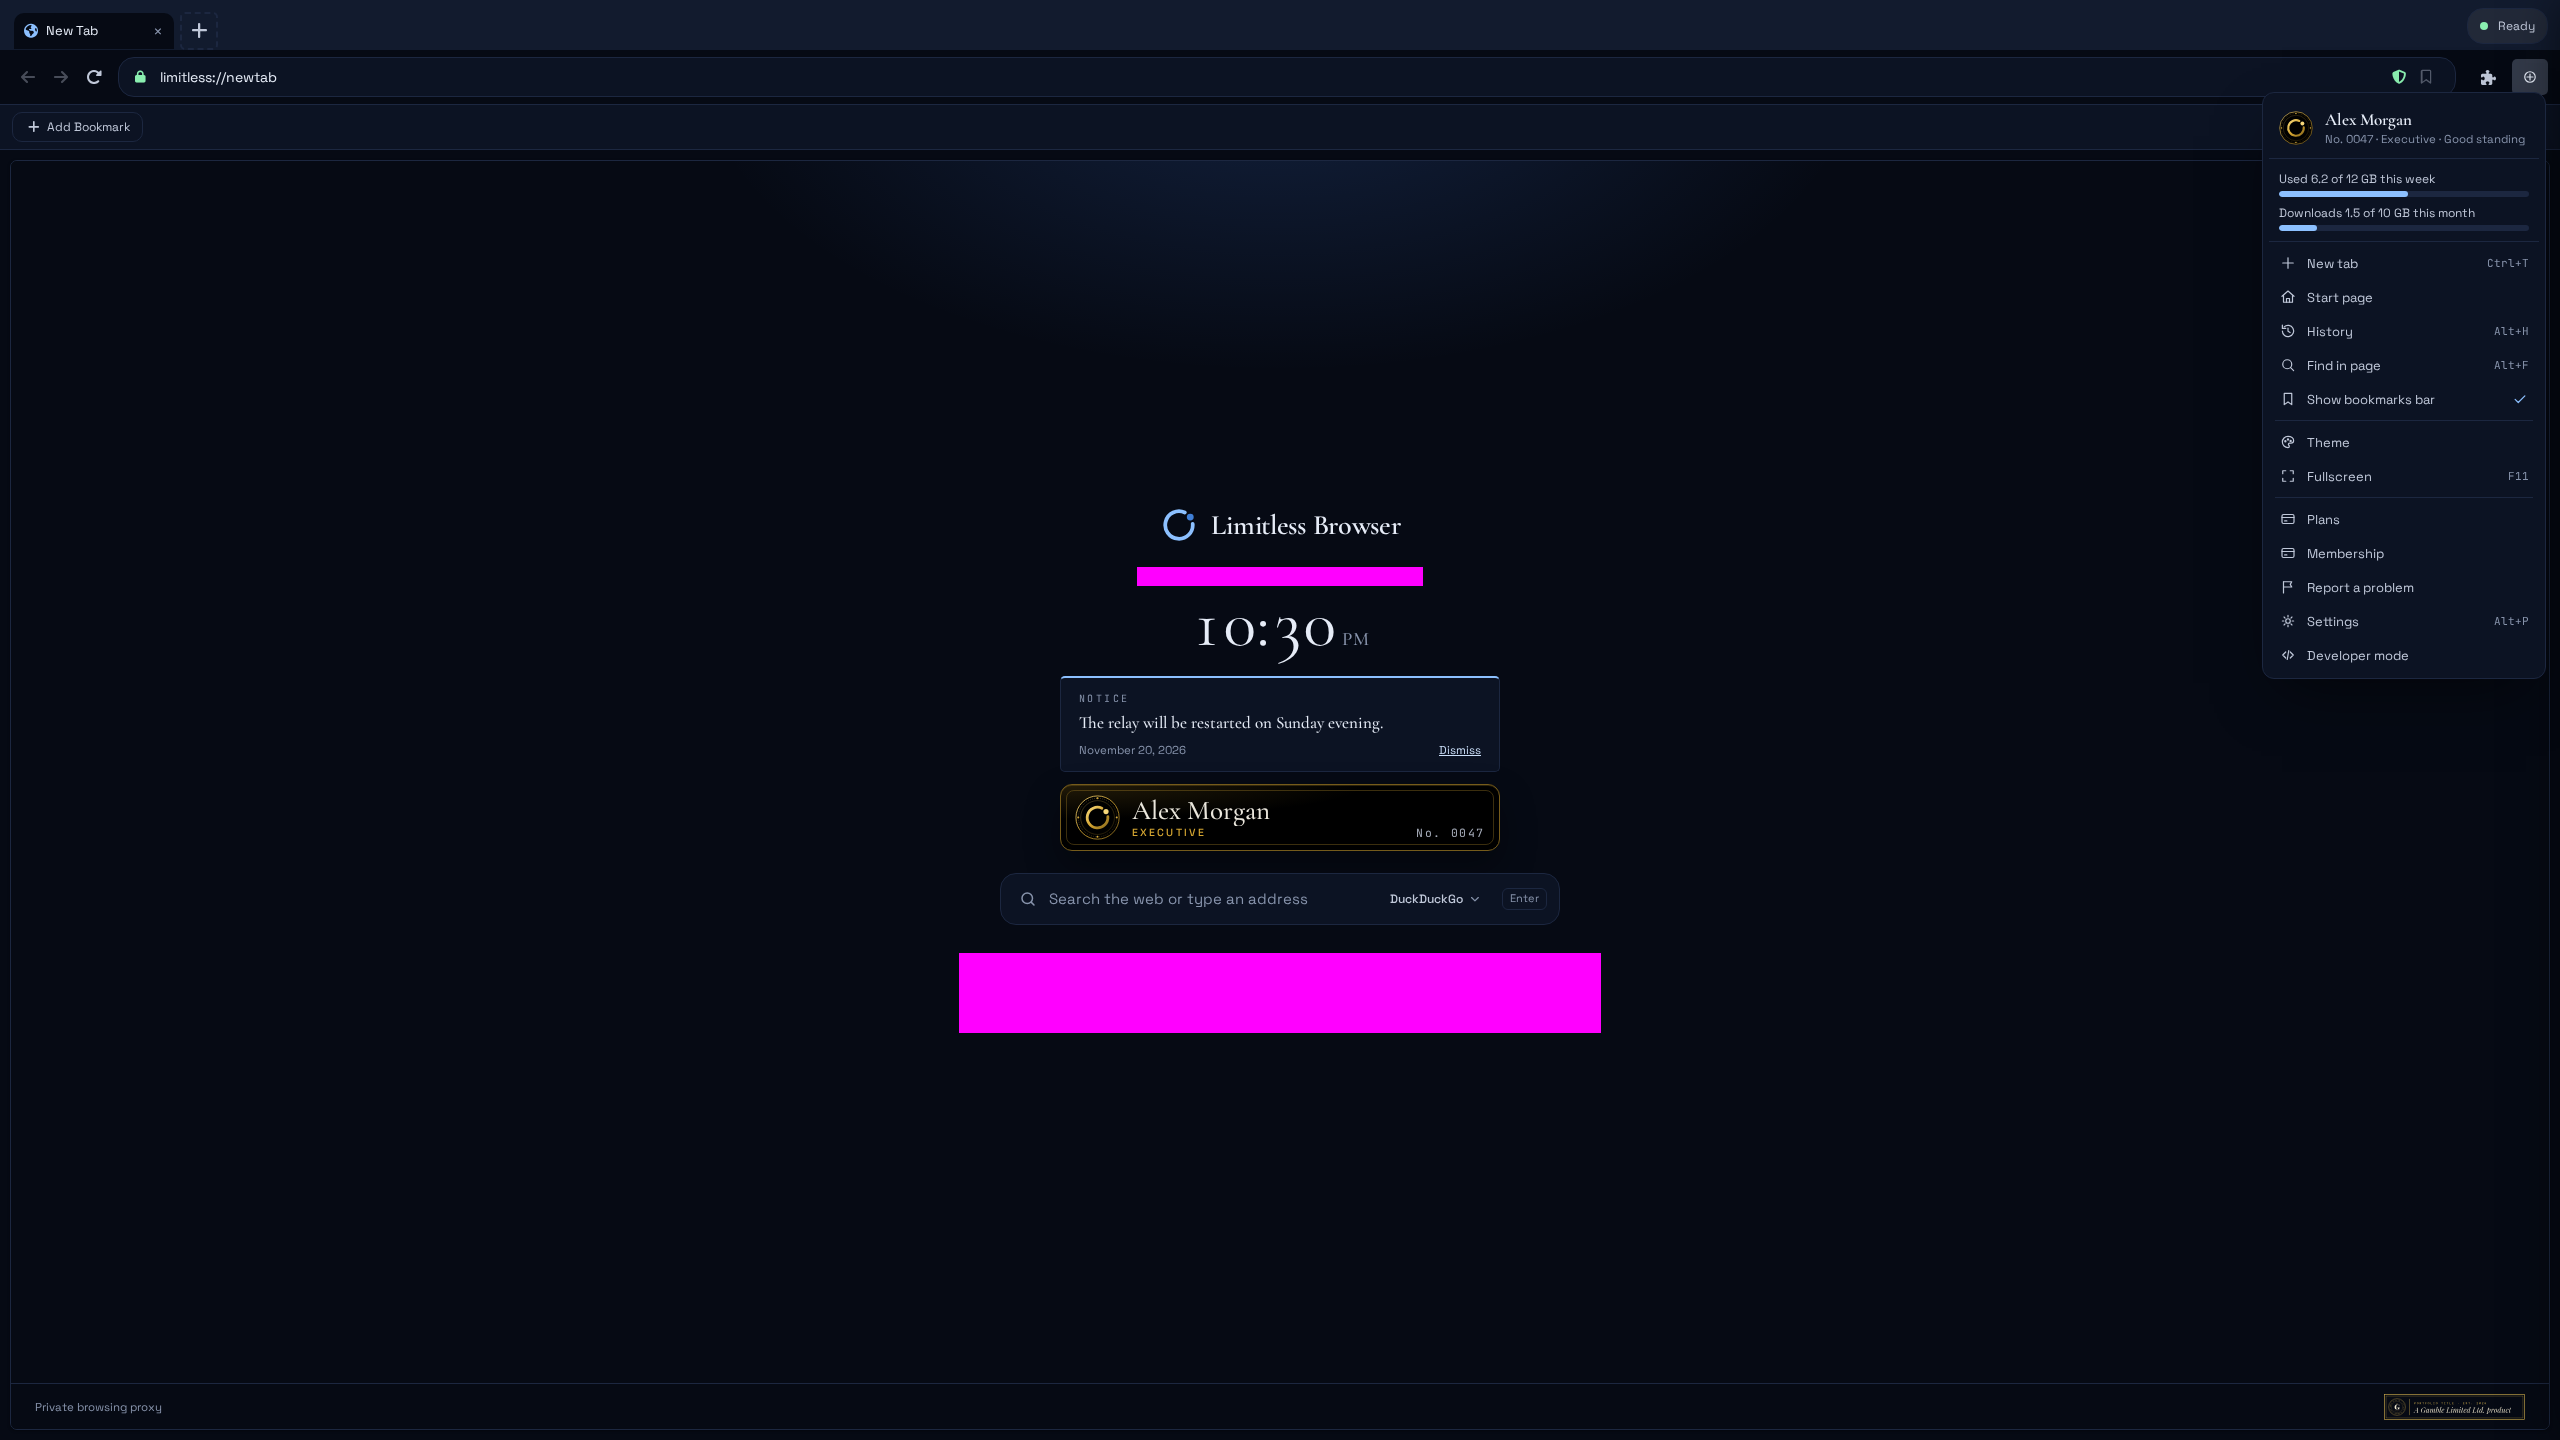 New Tab
Ready
limitless://newtab
Add Bookmark
Alex Morgan
No. 0047 · Executive · Good standing
Used 6.2 of 12 GB this week
Downloads 1.5 of 10 GB this month
New tab Ctrl+T
Start page
History Alt+H
Find in page Alt+F
Show bookmarks bar
Theme
Fullscreen F11
Plans
Membership
Report a problem
Settings Alt+P
Developer mode
Limitless Browser
10:30 PM
NOTICE
The relay will be restarted on Sunday evening.
November 20, 2026 Dismiss
Alex Morgan
EXECUTIVE No. 0047
Search the web or type an address DuckDuckGo Enter
Private browsing proxy
G
A Gamble Limited Ltd. product